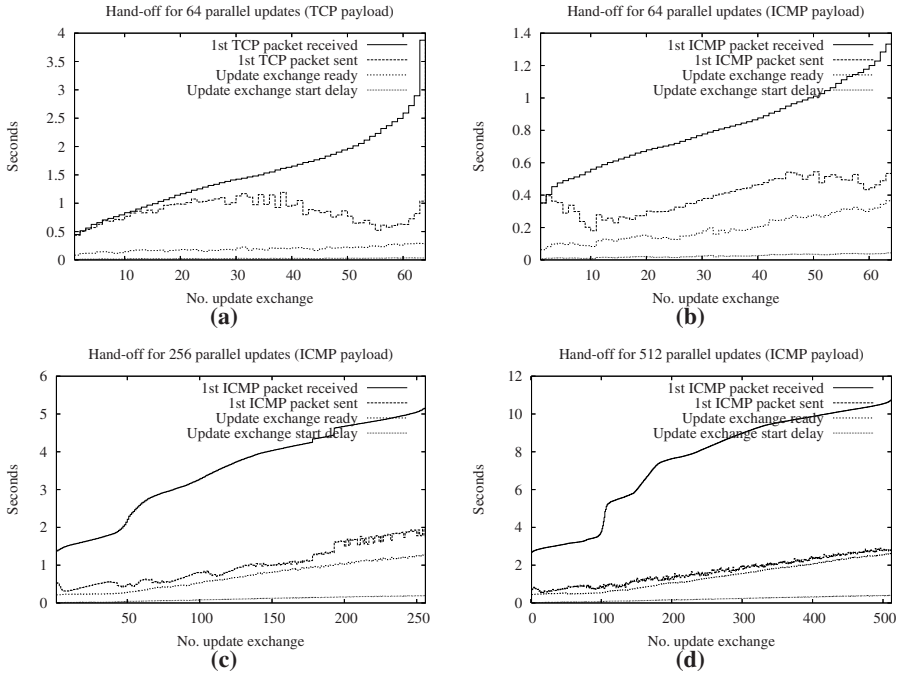 Hand-off for 64 parallel updates (TCP payload)
1st TCP packet received
1st TCP packet sent
Update exchange ready
Update exchange start delay
Seconds
4
3.5
3
2.5
2
1.5
1
0.5
0
10 20 30 40 50 60
No. update exchange
(a)
Hand-off for 64 parallel updates (ICMP payload)
1st ICMP packet received
1st ICMP packet sent
Update exchange ready
Update exchange start delay
Seconds
1.4
1.2
1
0.8
0.6
0.4
0.2
0
10 20 30 40 50 60
No. update exchange
(b)
Hand-off for 256 parallel updates (ICMP payload)
1st ICMP packet received
1st ICMP packet sent
Update exchange ready
Update exchange start delay
Seconds
6
5
4
3
2
1
0
50 100 150 200 250
No. update exchange
(c)
Hand-off for 512 parallel updates (ICMP payload)
1st ICMP packet received
1st ICMP packet sent
Update exchange ready
Update exchange start delay
Seconds
12
10
8
6
4
2
0
0 100 200 300 400 500
No. update exchange
(d)